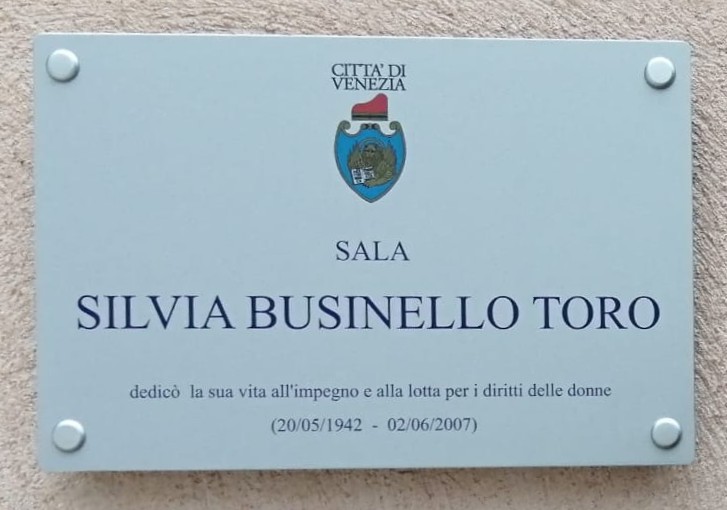 CITTA' DI
VENEZIA
SALA
SILVIA BUSINELLO TORO
dedicò la sua vita all'impegno e alla lotta per i diritti delle donne
(20/05/1942 - 02/06/2007)